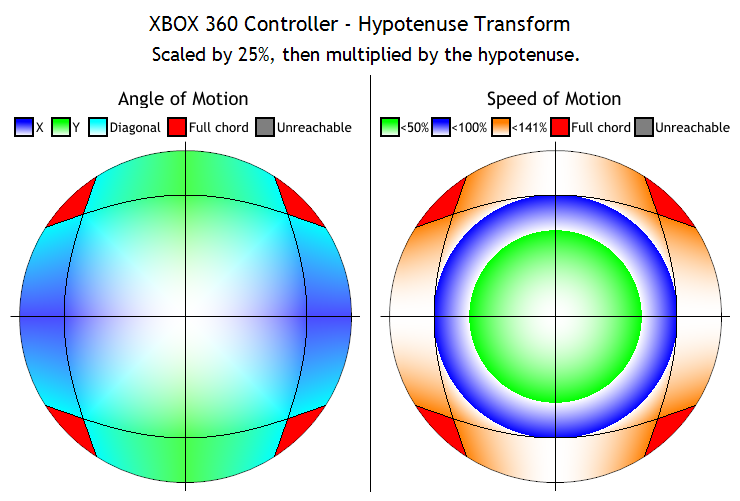 XBOX 360 Controller - Hypotenuse Transform
Scaled by 25%, then multiplied by the hypotenuse.
Angle of Motion
X Y Diagonal Full chord Unreachable
Speed of Motion
<50% <100% <141% Full chord Unreachable